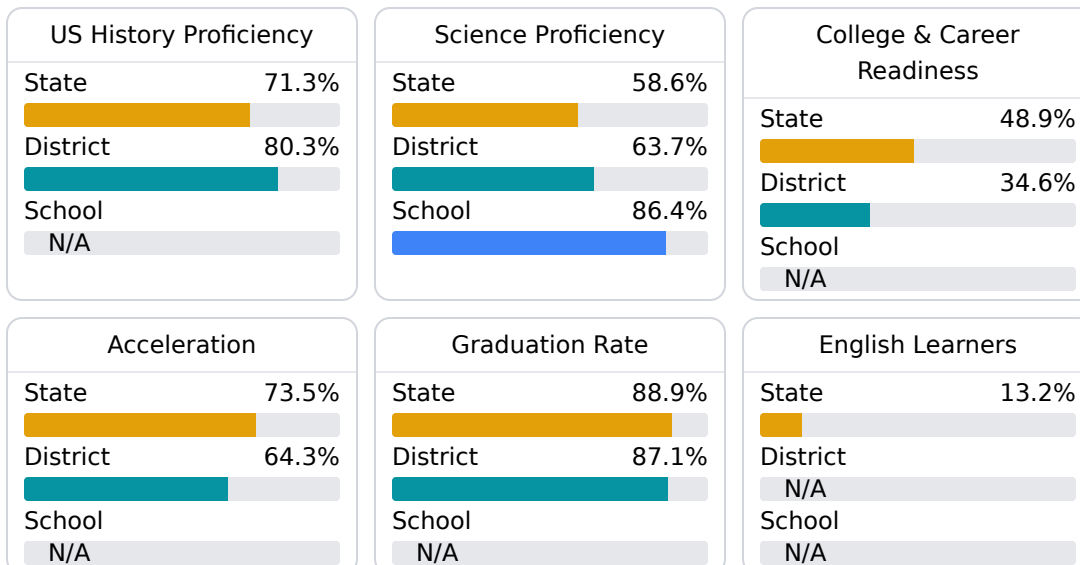 US History Proficiency
State 71.3%
District 80.3%
School
N/A
Science Proficiency
State 58.6%
District 63.7%
School 86.4%
College & Career
Readiness
State 48.9%
District 34.6%
School
N/A
Acceleration
State 73.5%
District 64.3%
School
N/A
Graduation Rate
State 88.9%
District 87.1%
School
N/A
English Learners
State 13.2%
District
N/A
School
N/A